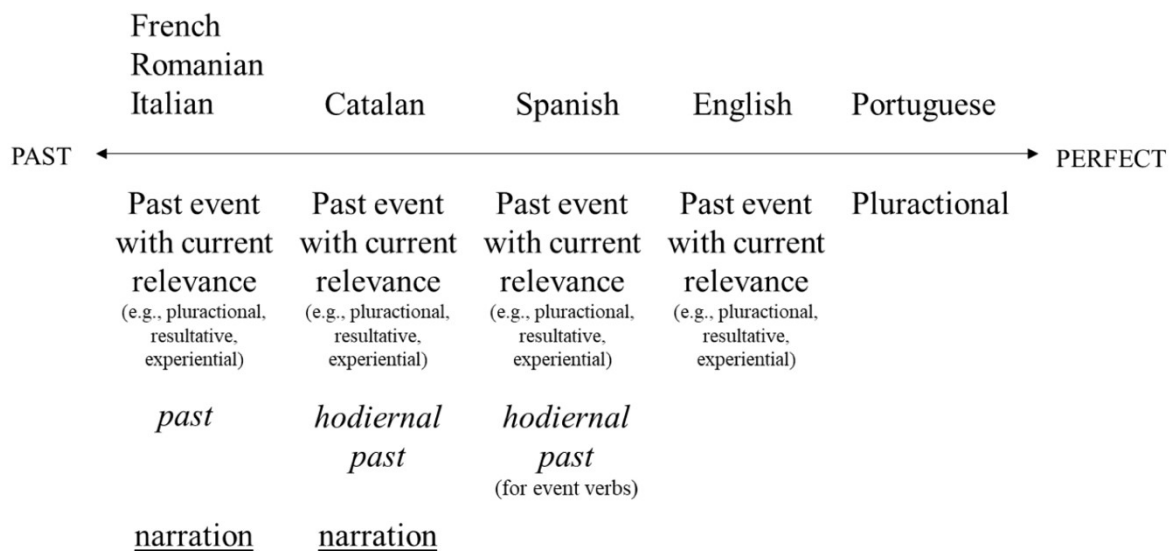 French
Romanian
Italian
Catalan
Spanish
English
Portuguese
PAST
PERFECT
Past event
with current
relevance
(e.g., pluractional,
resultative,
experiential)
past
narration
Past event
with current
relevance
(e.g., pluractional,
resultative,
experiential)
hodiernal
past
narration
Past event
with current
relevance
(e.g., pluractional,
resultative,
experiential)
hodiernal
past
(for event verbs)
Past event
with current
relevance
(e.g., pluractional,
resultative,
experiential)
Pluractional